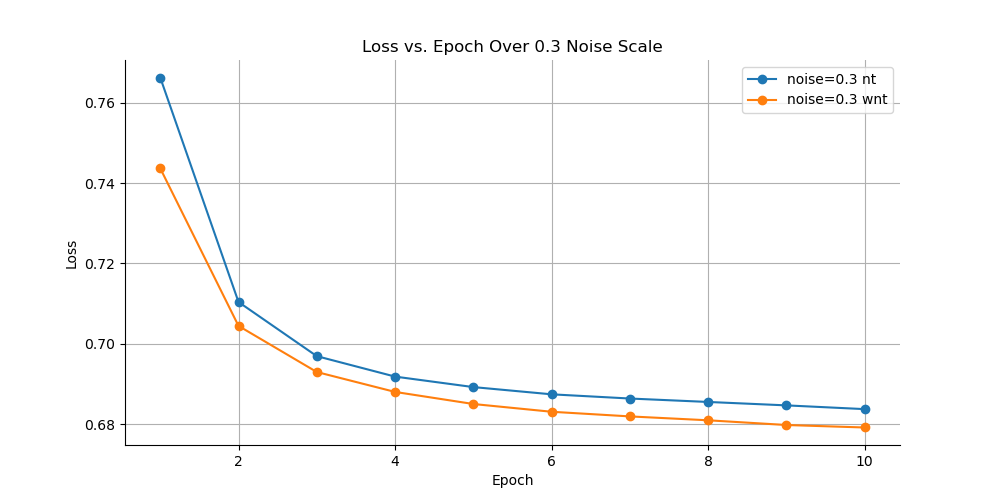 Loss vs. Epoch Over 0.3 Noise Scale
noise=0.3 nt
noise=0.3 wnt
0.76
0.74
0.72
0.70
0.68
Loss
2 4 6 8 10
Epoch